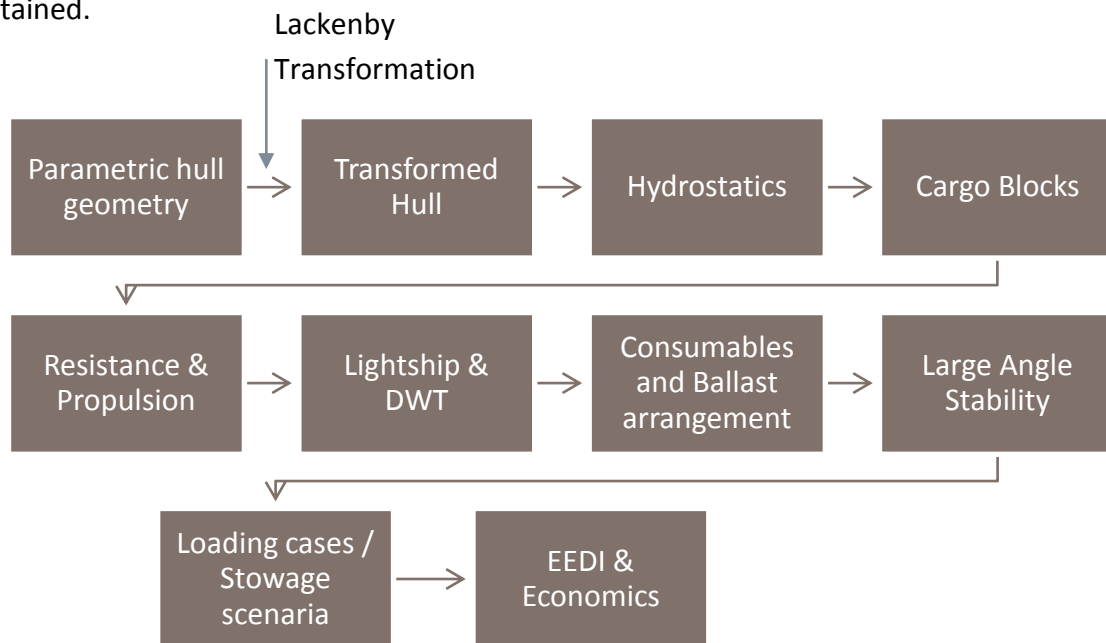 tained.
Lackenby
Transformation
Parametric hull
geometry
Transformed
Hull
Hydrostatics
Cargo Blocks
Resistance &
Propulsion
Lightship &
DWT
Consumables
and Ballast
arrangement
Large Angle
Stability
Loading cases /
Stowage
scenaria
EEDI &
Economics